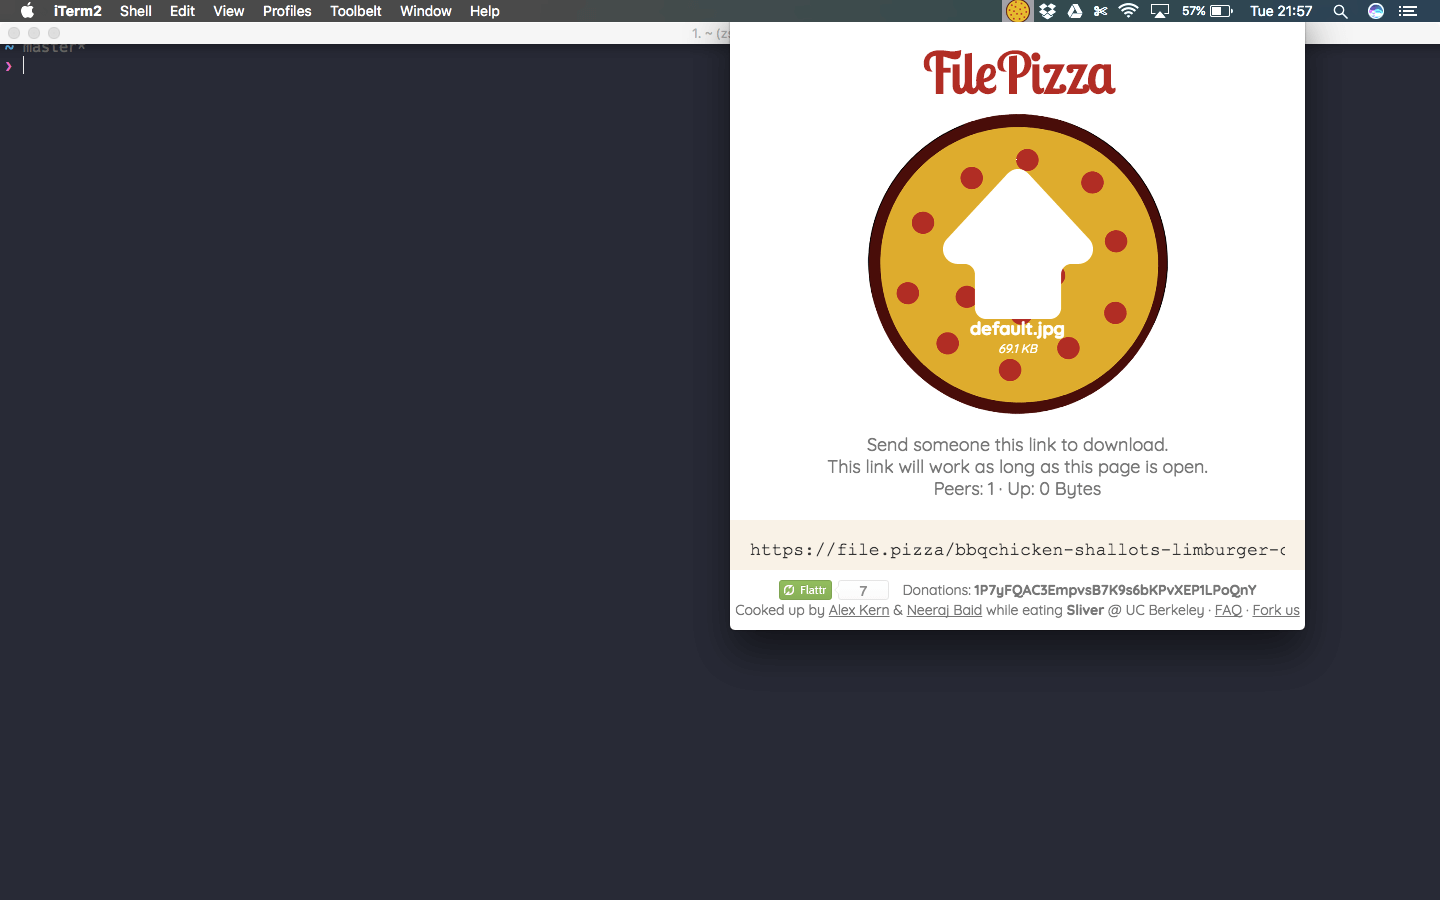 iTerm2 Shell Edit View Profiles Toolbelt Window Help 57% Tue 21:57
1. ~ (zs
~ master*
❯
FilePizza
default.jpg
69.1 KB
Send someone this link to download.
This link will work as long as this page is open.
Peers: 1 · Up: 0 Bytes
https://file.pizza/bbqchicken-shallots-limburger-c
Flattr 7 Donations: 1P7yFQAC3EmpvsB7K9s6bKPvXEP1LPoQnY
Cooked up by Alex Kern & Neeraj Baid while eating Sliver @ UC Berkeley · FAQ · Fork us